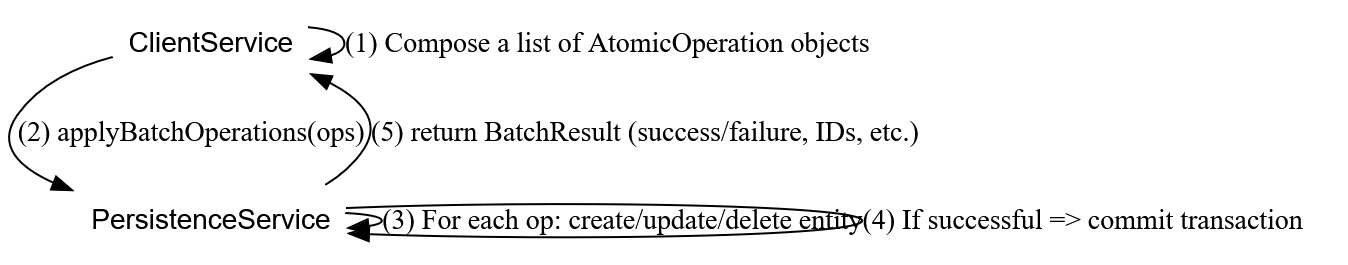 ClientService
(1) Compose a list of AtomicOperation objects
(2) applyBatchOperations(ops)
(5) return BatchResult (success/failure, IDs, etc.)
PersistenceService
(3) For each op: create/update/delete entity
(4) If successful => commit transaction